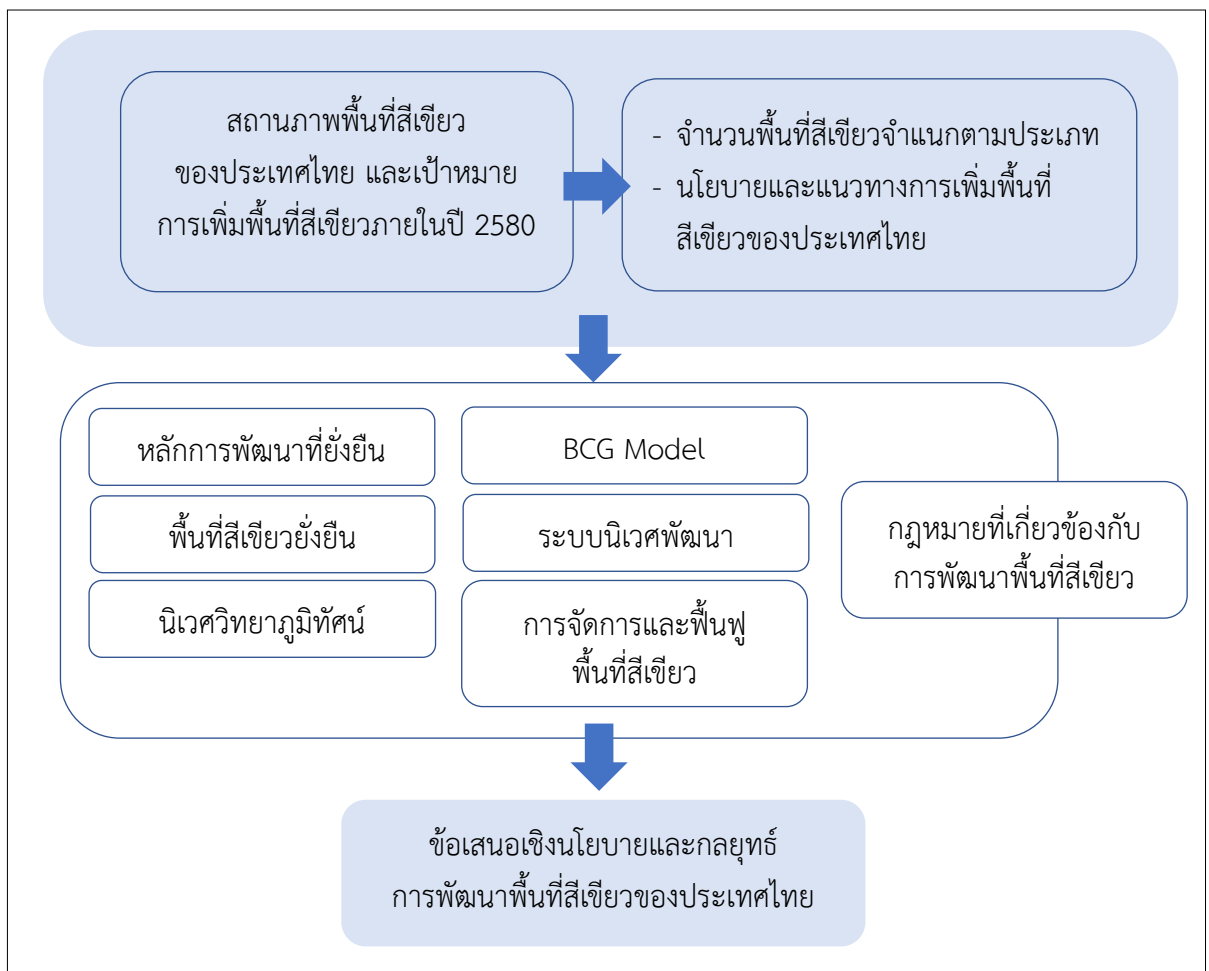 สถานภาพพื้นที่สีเขียว
ของประเทศไทย และเป้าหมาย
การเพิ่มพื้นที่สีเขียวภายในปี 2580
- จำนวนพื้นที่สีเขียวจำแนกตามประเภท
- นโยบายและแนวทางการเพิ่มพื้นที่
สีเขียวของประเทศไทย
หลักการพัฒนาที่ยั่งยืน
พื้นที่สีเขียวยั่งยืน
นิเวศวิทยาภูมิทัศน์
BCG Model
ระบบนิเวศพัฒนา
การจัดการและฟื้นฟู
พื้นที่สีเขียว
กฎหมายที่เกี่ยวข้องกับ
การพัฒนาพื้นที่สีเขียว
ข้อเสนอเชิงนโยบายและกลยุทธ์
การพัฒนาพื้นที่สีเขียวของประเทศไทย